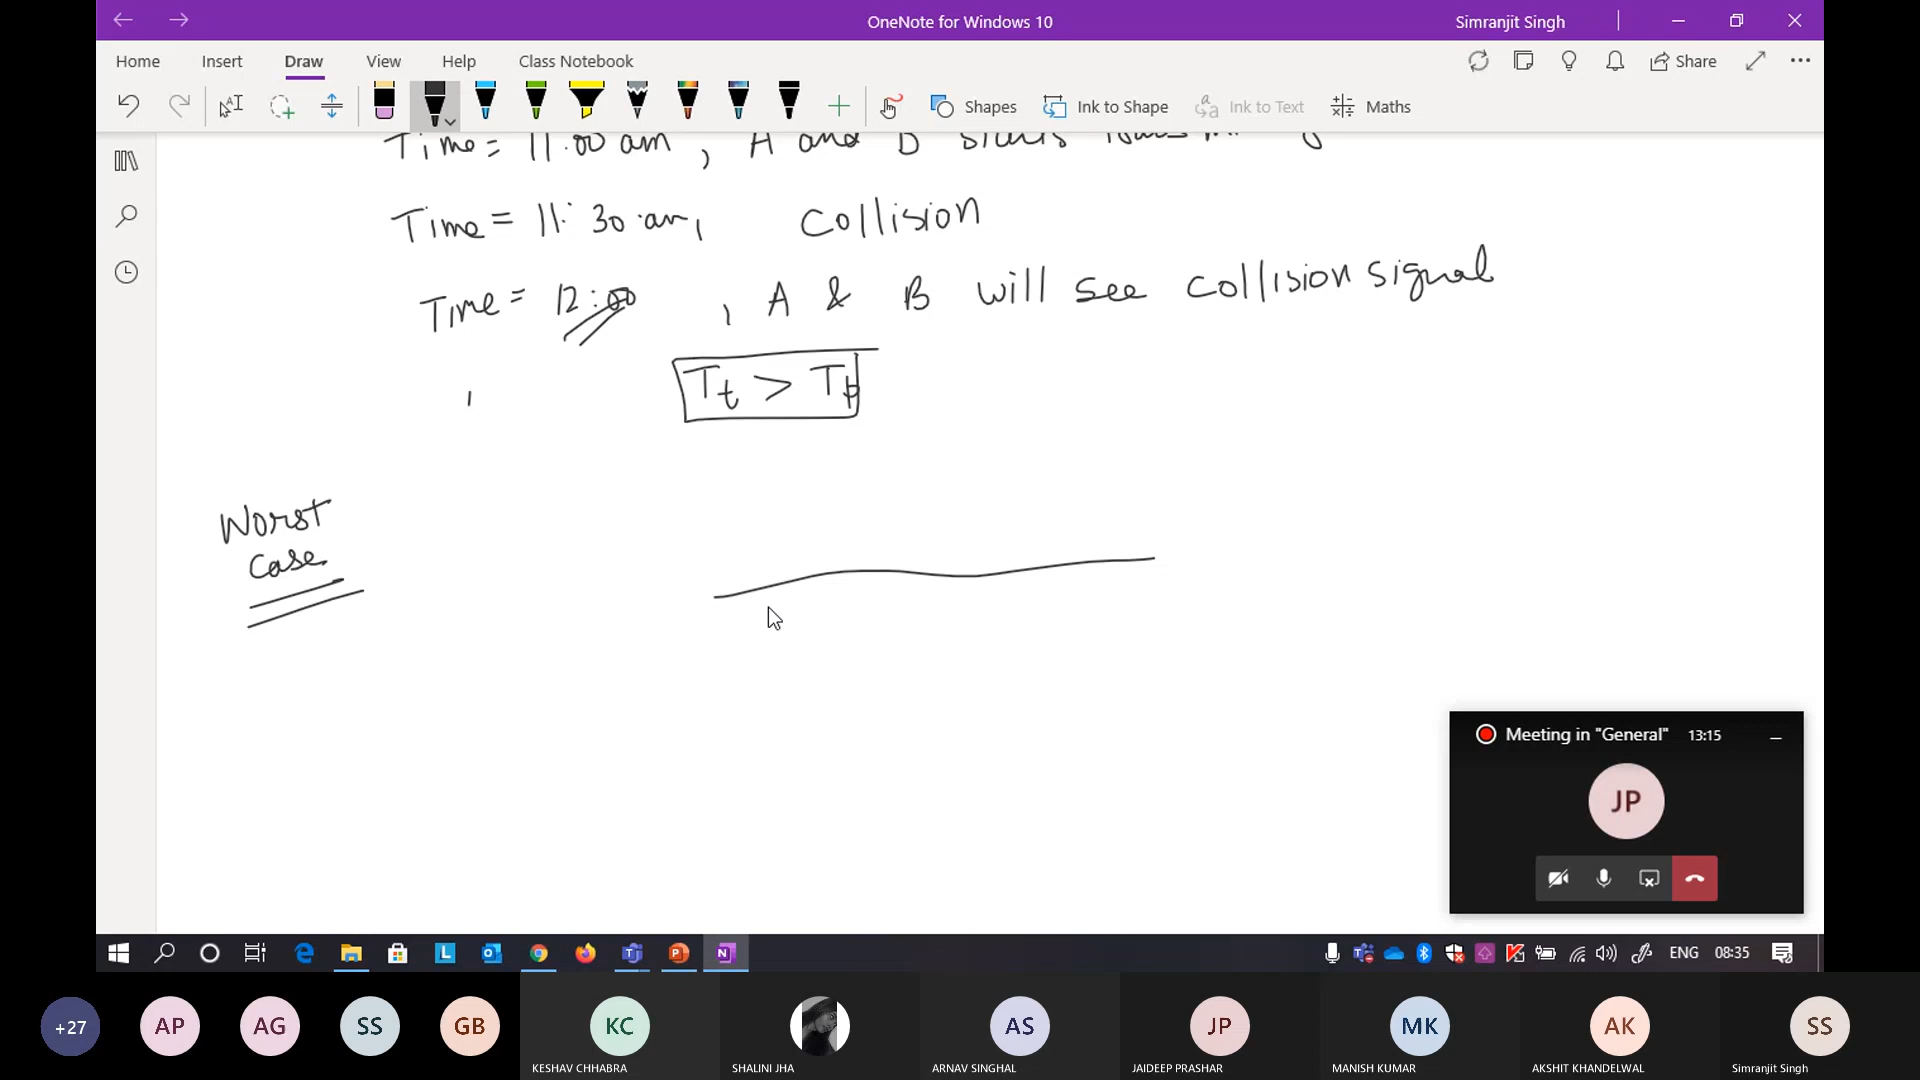 OneNote for Windows 10
Simranjit Singh
Home Insert Draw View Help Class Notebook
Share
Shapes Ink to Shape Ink to Text Maths
Time = 11:00 am, A and B starts
Time = 11:30 am, Collision
Time = 12:00, A & B will see collision signal
Tt > Tp
Worst
Case
Meeting in "General" 13:15
JP
ENG 08:35
+27 AP AG SS GB KC AS JP MK AK SS
KESHAV CHHABRA SHALINI JHA ARNAV SINGHAL JAIDEEP PRASHAR MANISH KUMAR AKSHIT KHANDELWAL Simranjit Singh